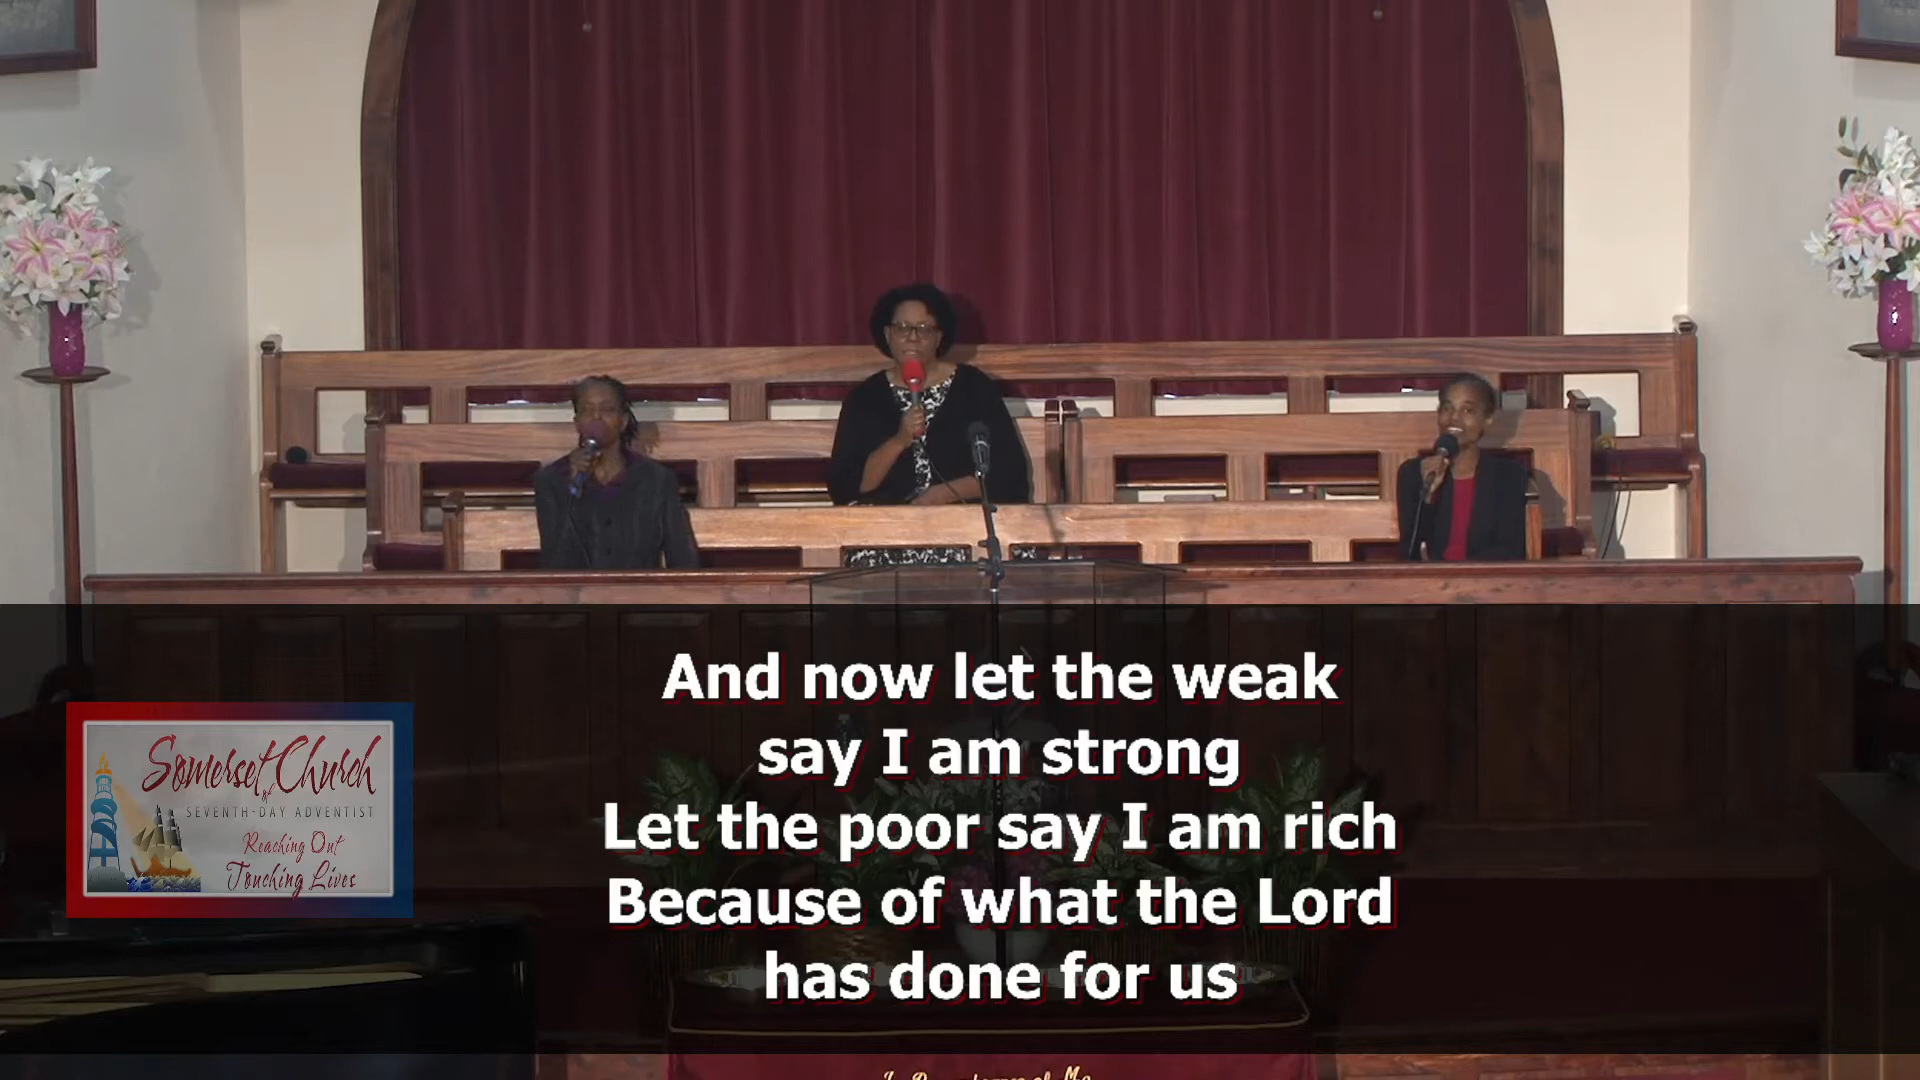 And now let the weak
say I am strong
Let the poor say I am rich
Because of what the Lord
has done for us
Somerset Church
of
SEVENTH-DAY ADVENTIST
Reaching Out
Touching Lives